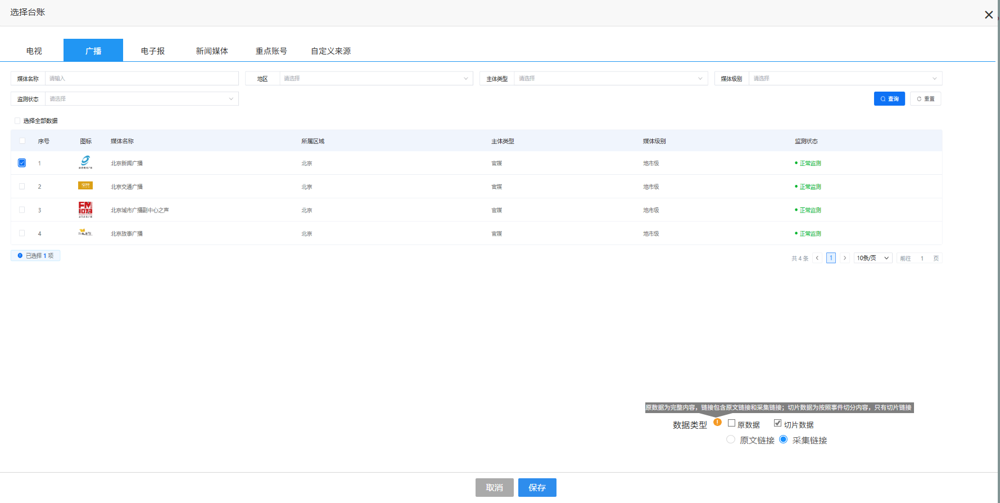 选择台账
电视 广播 电子报 新闻媒体 重点账号 自定义来源
媒体名称 请输入 地区 请选择 主体类型 请选择 媒体级别 请选择
监测状态 请选择 查询 重置
选择全部数据
序号 图标 媒体名称 所属区域 主体类型 媒体级别 监测状态
1 北京新闻广播 北京 官媒 地市级 正常监测
2 北京交通广播 北京 官媒 地市级 正常监测
3 FM 107.3 北京城市广播副中心之声 北京 官媒 地市级 正常监测
4 北京故事广播 北京 官媒 地市级 正常监测
已选择 1 项 共 4 条 1 10条/页 前往 1 页
原数据为完整内容，链接包含原文链接和采集链接；切片数据为按照事件切分内容，只有切片链接
数据类型 原数据 切片数据
原文链接 采集链接
取消 保存